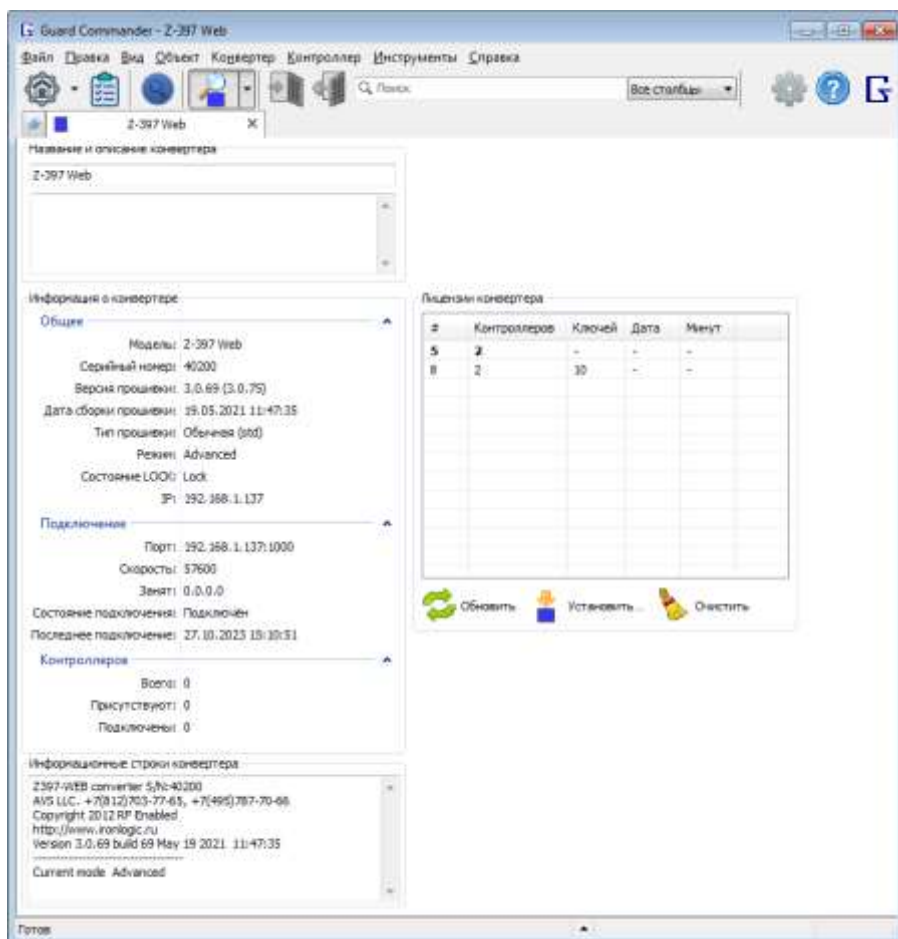 Guard Commander - Z-397 Web
Файл Правка Вид Объект Конвертер Контроллер Инструменты Справка
Поиск
Все столбцы
Z-397 Web
Название и описание конвертера
Z-397 Web
Информация о конвертере
Общее
Модель: Z-397 Web
Серийный номер: 40200
Версия прошивки: 3.0.69 (3.0.75)
Дата сборки прошивки: 19.05.2021 11:47:35
Тип прошивки: Обычная (std)
Режим: Advanced
Состояние LOCK: Lock
IP: 192.168.1.137
Подключение
Порт: 192.168.1.137:1000
Скорость: 57600
Занят: 0.0.0.0
Состояние подключения: Подключён
Последнее подключение: 27.10.2023 15:10:51
Контроллеров
Всего: 0
Присутствуют: 0
Подключены: 0
Информационные строки конвертера
Z397-WEB converter S/N:40200
AVS LLC. +7(812)703-77-65, +7(495)787-70-66
Copyright 2012 RF Enabled
http://www.ironlogic.ru
Version 3.0.69 build 69 May 19 2021 11:47:35
--------------------------------
Current mode Advanced
Лицензии конвертера
# Контроллеров Ключей Дата Минут
5 2 - - -
8 2 10 - -
Обновить Установить... Очистить
Готов